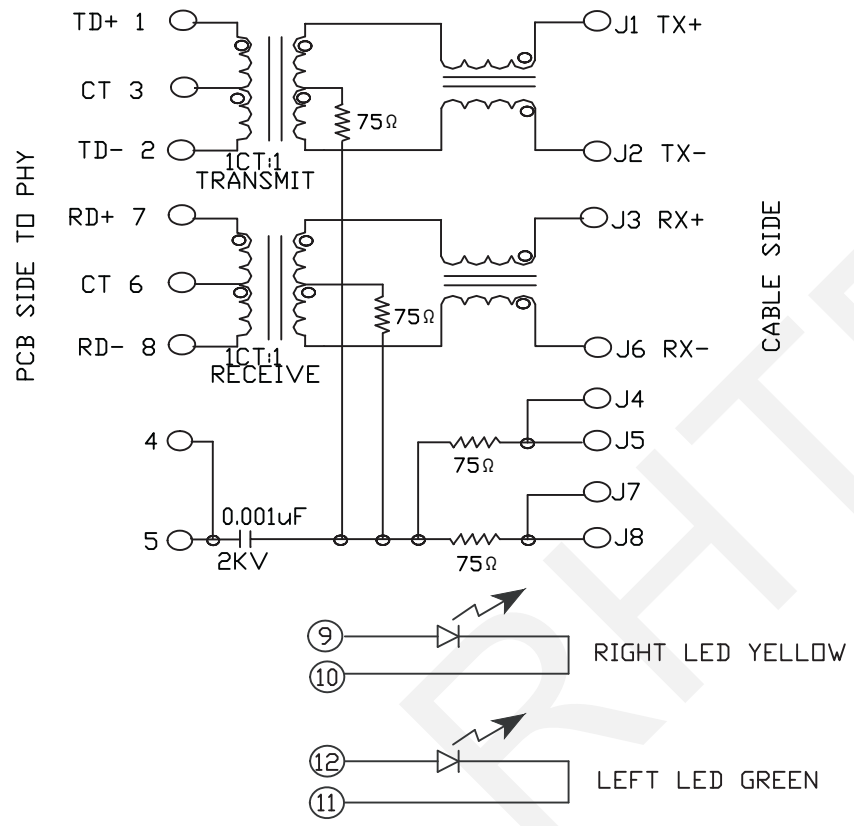 TD+ 1
J1 TX+
CT 3
75Ω
TD- 2
J2 TX-
1CT:1
TRANSMIT
RD+ 7
J3 RX+
CT 6
75Ω
RD- 8
J6 RX-
1CT:1
RECEIVE
PCB SIDE TO PHY
CABLE SIDE
J4
4
J5
75Ω
J7
0.001uF
5
J8
2KV
75Ω
9
RIGHT LED YELLOW
10
12
LEFT LED GREEN
11